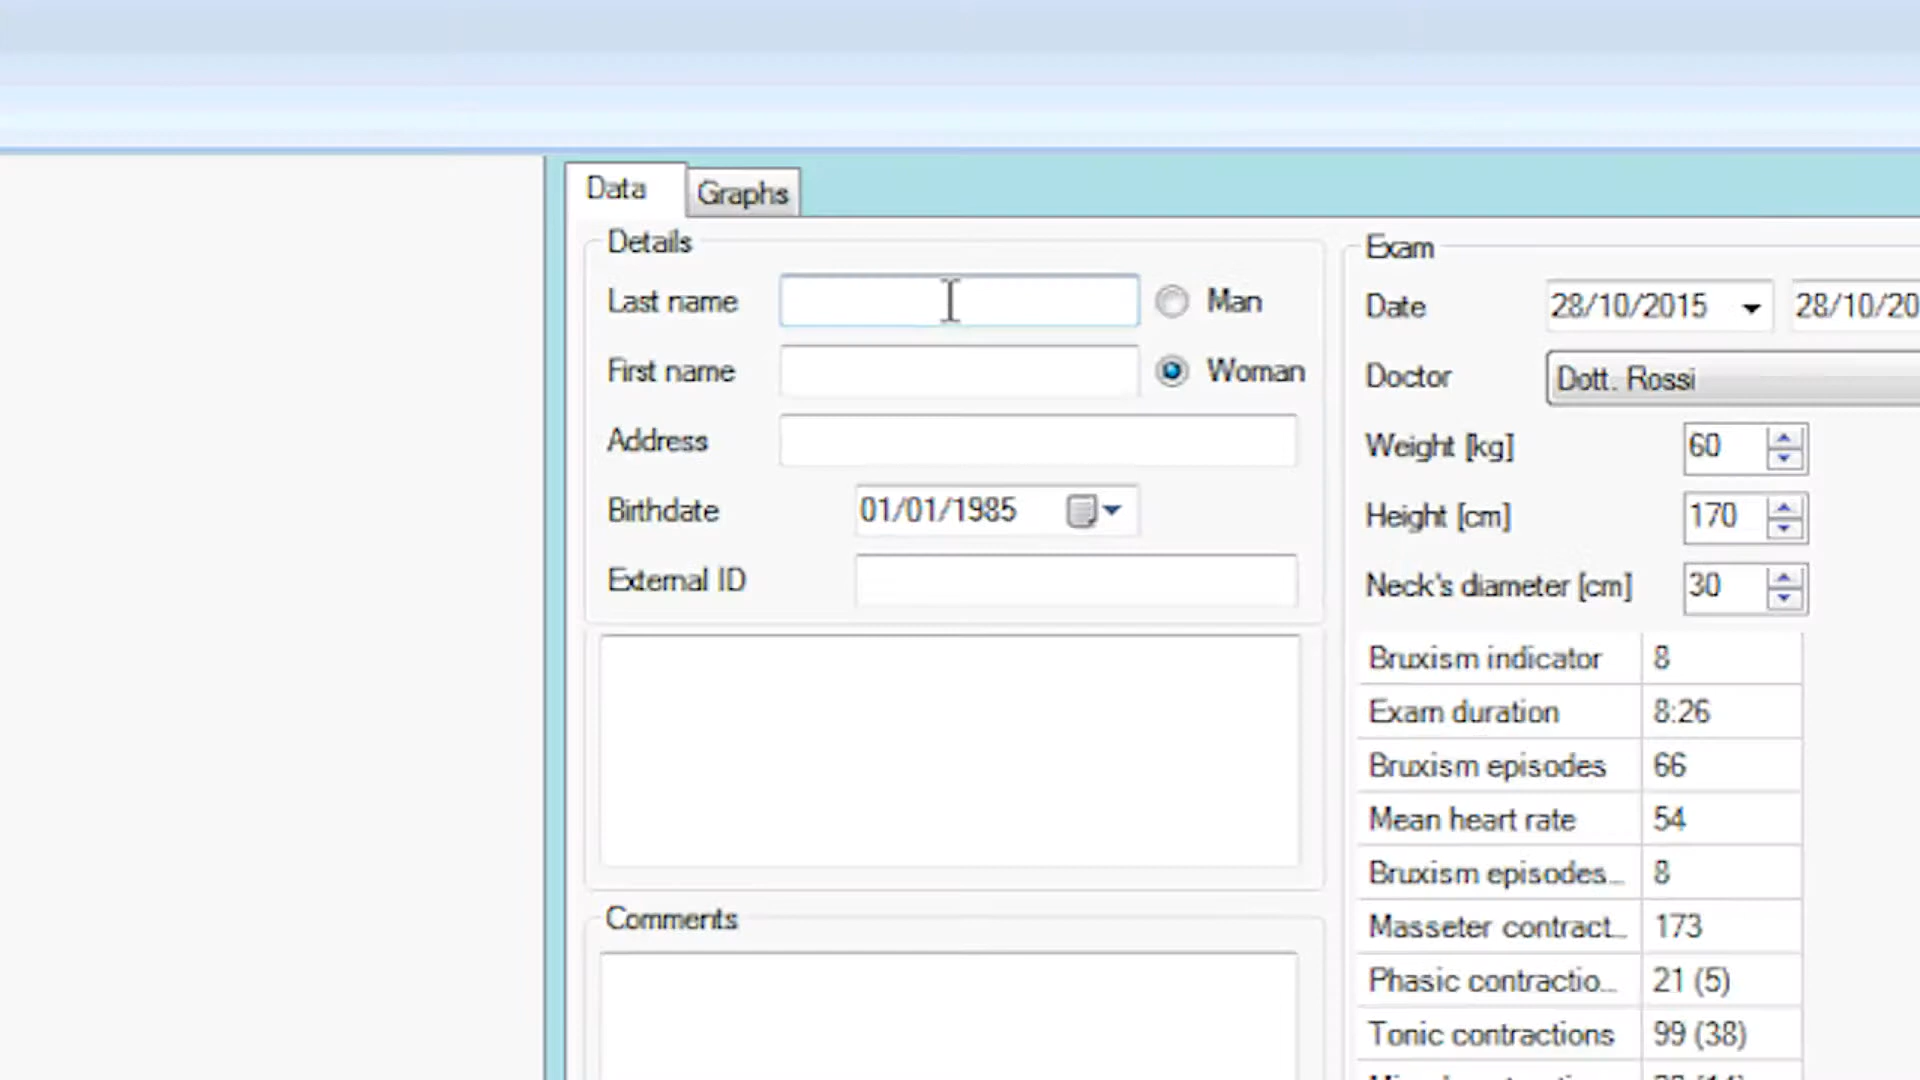 Data
Graphs
Details
Last name
Man
First name
Woman
Address
Birthdate
01/01/1985
External ID
Comments
Exam
Date
28/10/2015
28/10/20
Doctor
Dott. Rossi
Weight [kg]
60
Height [cm]
170
Neck's diameter [cm]
30
Bruxism indicator
8
Exam duration
8:26
Bruxism episodes
66
Mean heart rate
54
Bruxism episodes...
8
Masseter contract...
173
Phasic contractio...
21 (5)
Tonic contractions
99 (38)